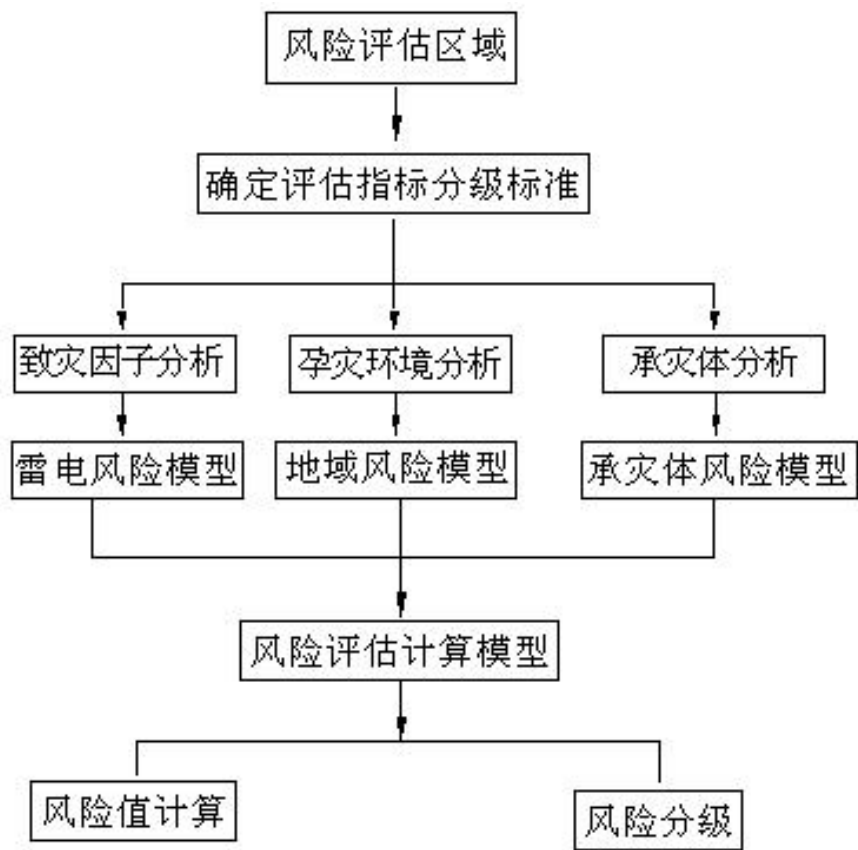 风险评估区域
确定评估指标分级标准
致灾因子分析
孕灾环境分析
承灾体分析
雷电风险模型
地域风险模型
承灾体风险模型
风险评估计算模型
风险值计算
风险分级